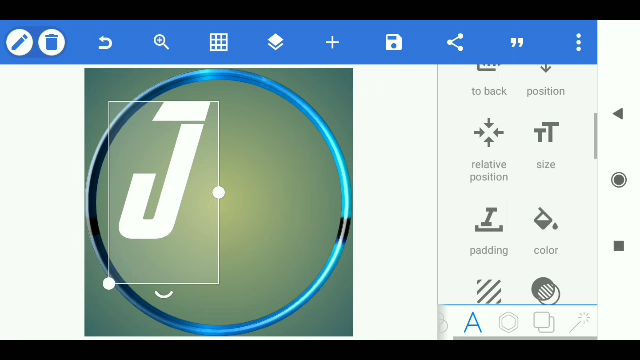 J
to back
position
relative
position
size
padding
color